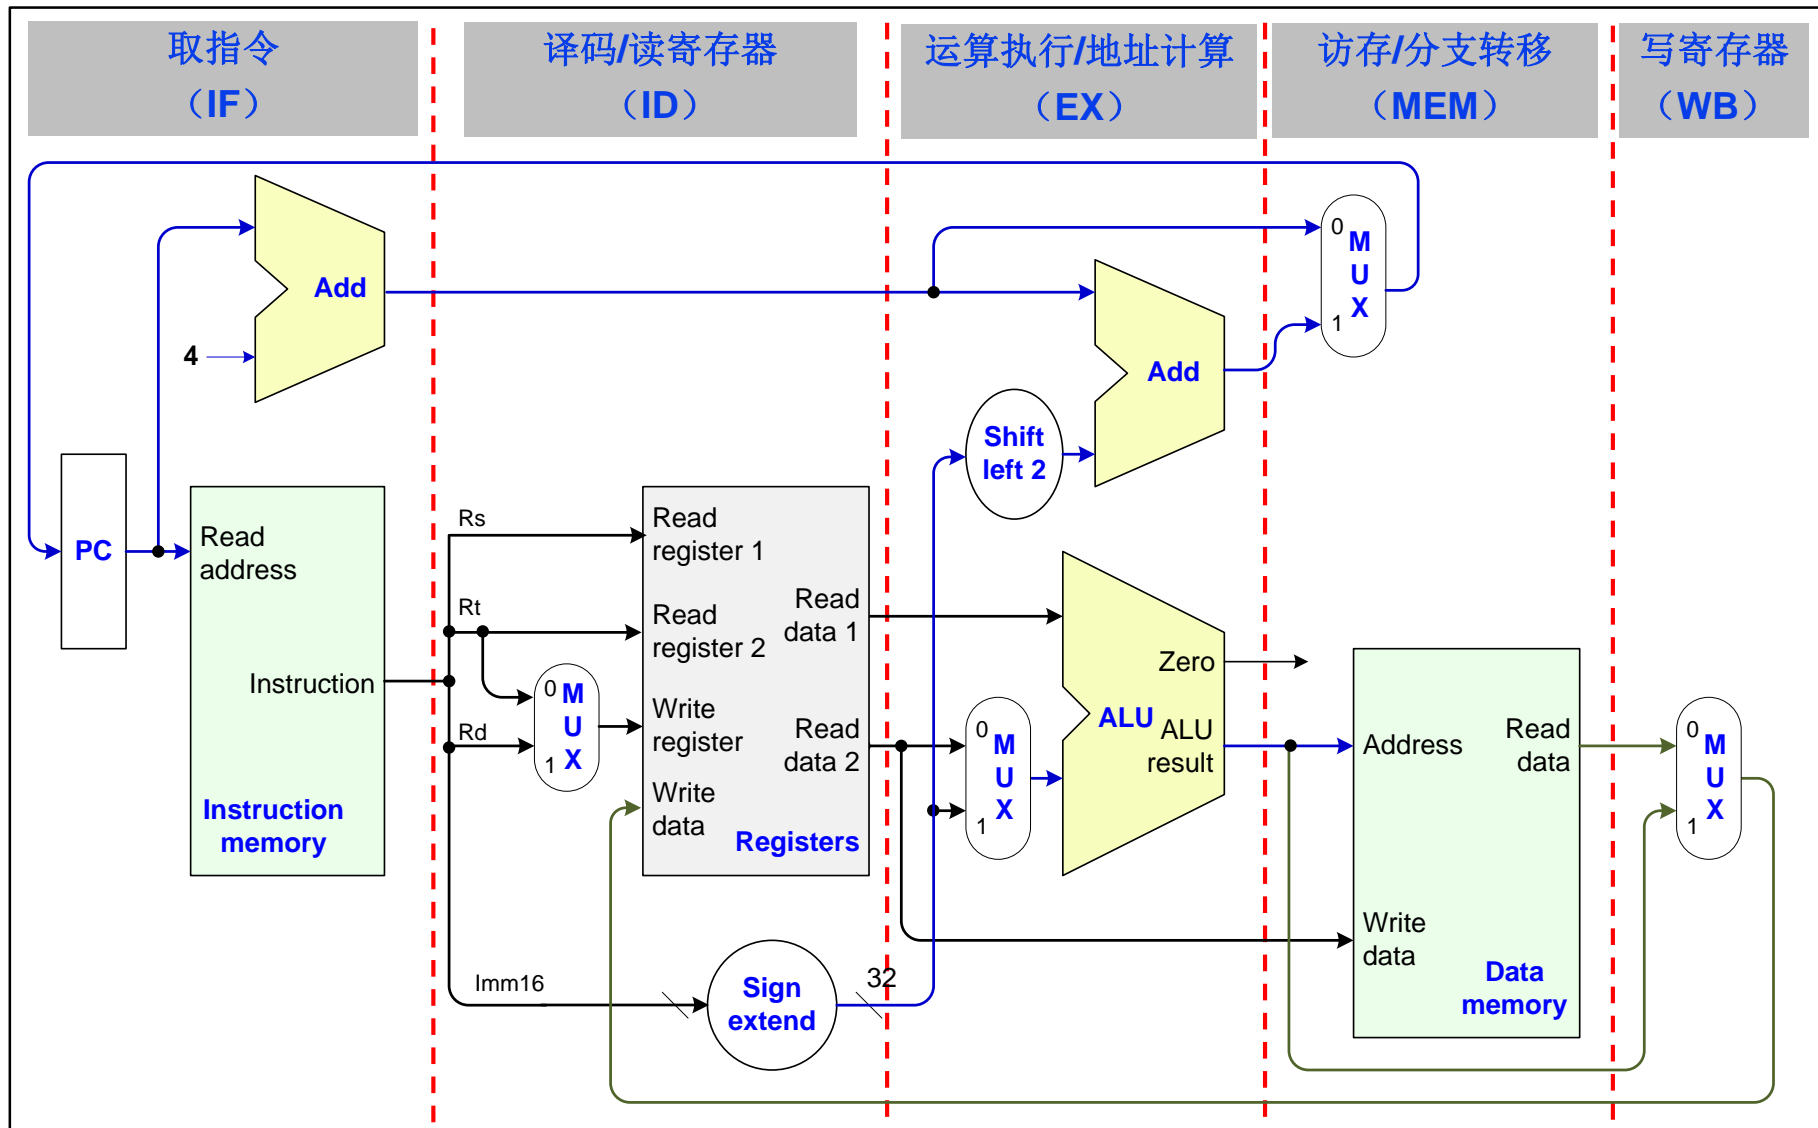 取指令
（IF）
译码/读寄存器
（ID）
运算执行/地址计算
（EX）
访存/分支转移
（MEM）
写寄存器
（WB）
Add
4
0
M
U
X
1
Add
Shift
left 2
PC
Read
address
Instruction
Instruction
memory
Rs
Rt
Rd
Imm16
0
M
U
X
1
Read
register 1
Read
register 2
Write
register
Write
data
Read
data 1
Read
data 2
Registers
Sign
extend
32
0
M
U
X
1
ALU
Zero
ALU
result
Address
Read
data
Write
data
Data
memory
0
M
U
X
1